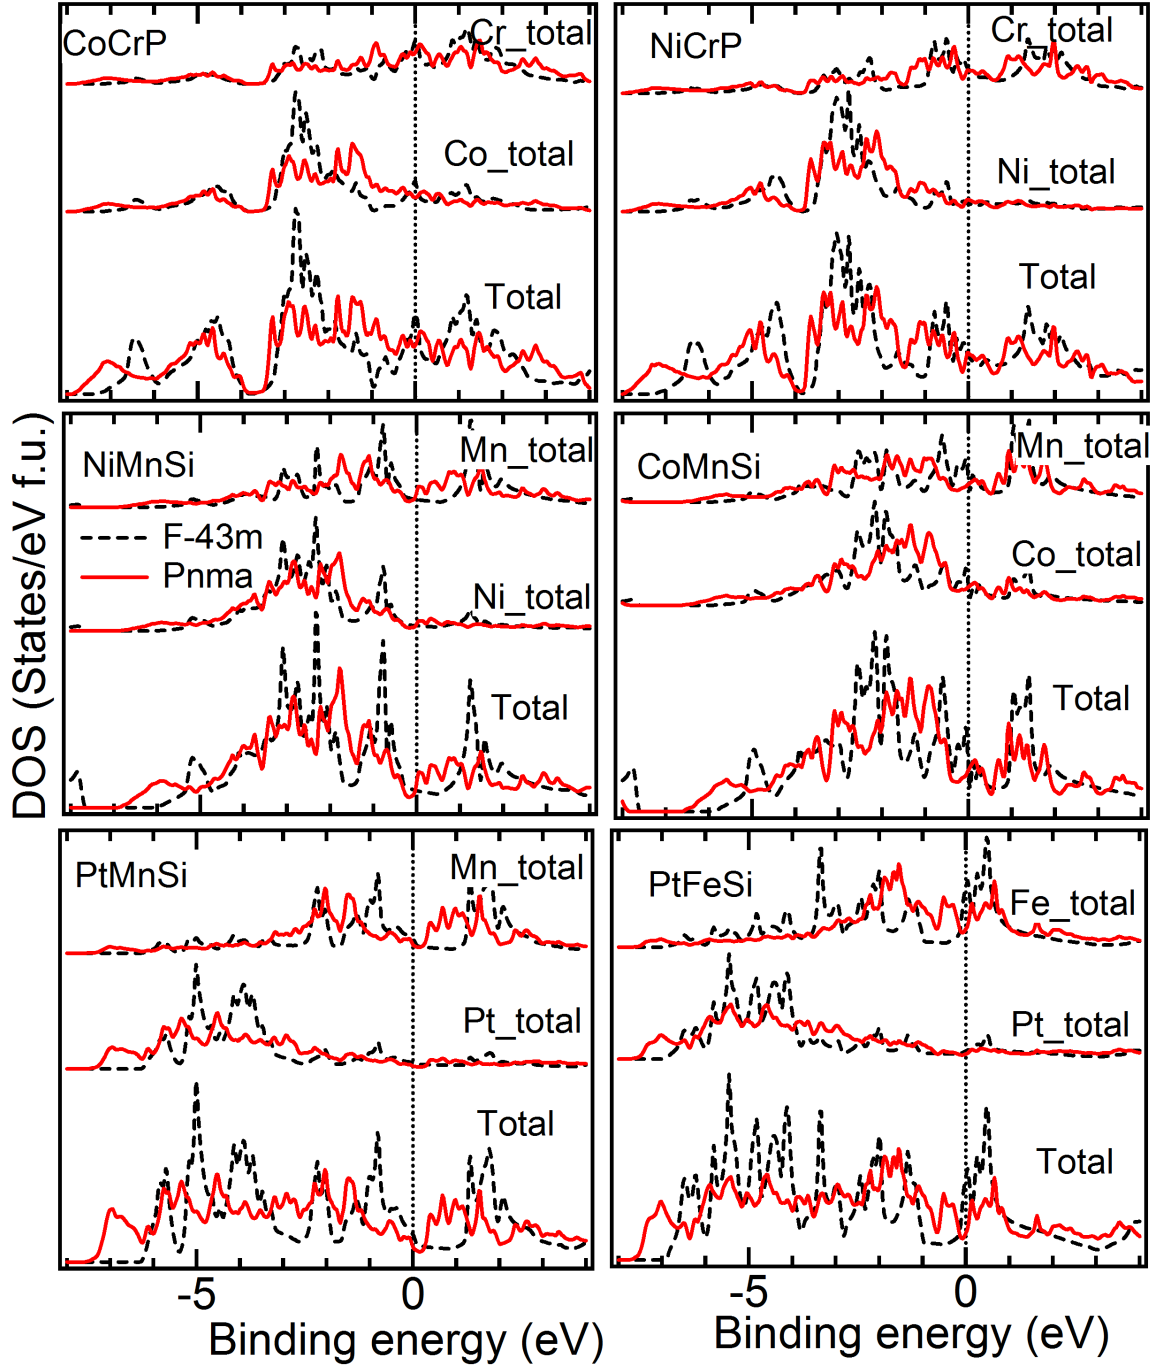 CoCrP
Cr_total
Co_total
Total
NiCrP
Cr_total
Ni_total
Total
DOS (States/eV f.u.)
NiMnSi
Mn_total
F-43m
Pnma
Ni_total
Total
CoMnSi
Mn_total
Co_total
Total
PtMnSi
Mn_total
Pt_total
Total
PtFeSi
Fe_total
Pt_total
Total
-5 0
-5 0
Binding energy (eV)
Binding energy (eV)